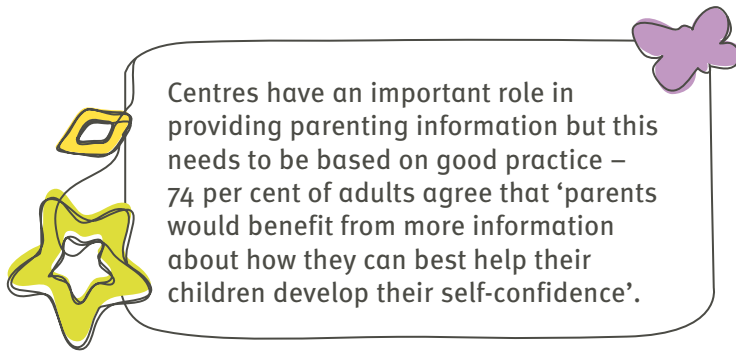 Centres have an important role in
providing parenting information but this
needs to be based on good practice –
74 per cent of adults agree that ‘parents
would benefit from more information
about how they can best help their
children develop their self-confidence’.